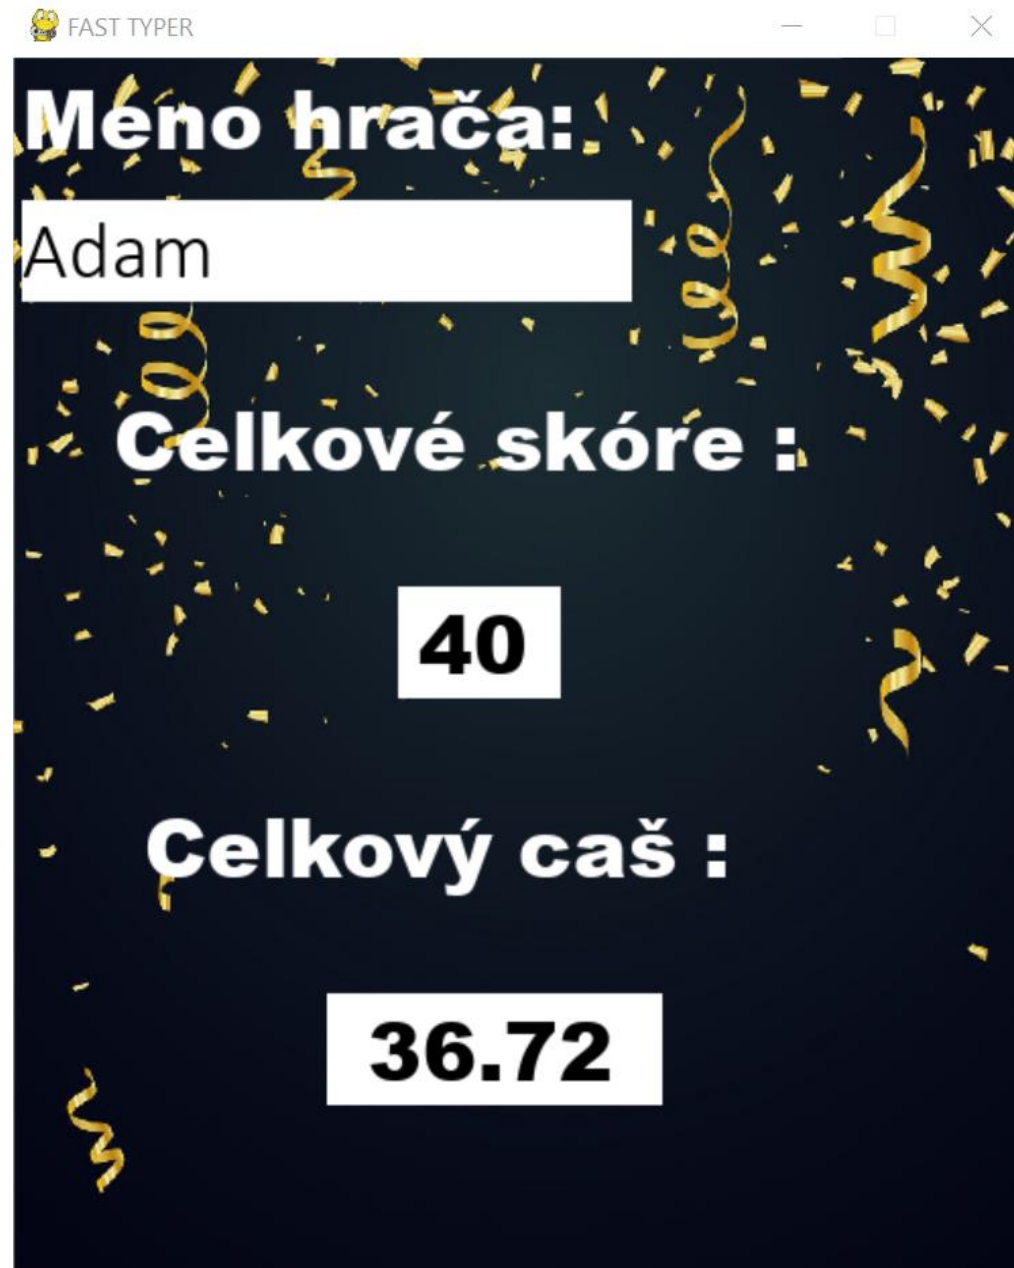 FAST TYPER
Meno hrača:
Adam
Celkové skóre :
40
Celkový caš :
36.72